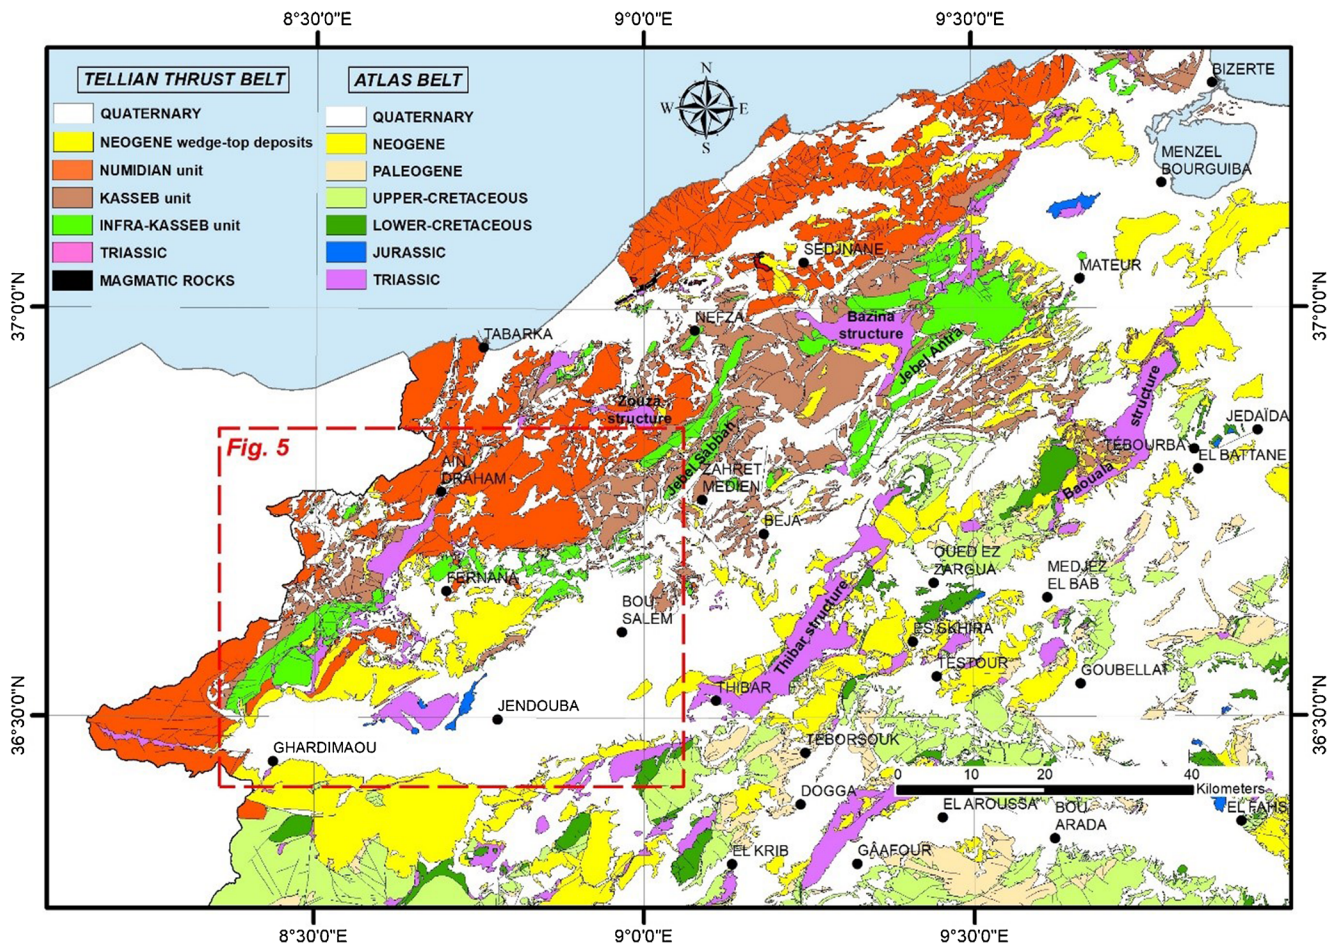 8°30'0"E
9°0'0"E
9°30'0"E
TELLIAN THRUST BELT
QUATERNARY
NEOGENE wedge-top deposits
NUMIDIAN unit
KASSEB unit
INFRA-KASSEB unit
TRIASSIC
MAGMATIC ROCKS
ATLAS BELT
QUATERNARY
NEOGENE
PALEOGENE
UPPER-CRETACEOUS
LOWER-CRETACEOUS
JURASSIC
TRIASSIC
N
W
E
S
BIZERTE
MENZEL
BOURGUIBA
SEDJNANE
MATEUR
37°0'0"N
37°0'0"N
NEFZA
Bazina
structure
TABARKA
Jebel Antra
structure
Zouza
structure
JEDAÏDA
Fig. 5
Jebel Sabbah
TÉBOURBA
EL BATTANE
AIN
DRAHAM
ZAHRET
MEDIEN
Baouala
BEJA
OUED EZ
ZARGUA
MEDJEZ
EL BAB
FERNANA
BOU
SALEM
Thibar structure
ES SKHIRA
TESTOUR
GOUBELLAT
THIBAR
JENDOUBA
36°30'0"N
36°30'0"N
GHARDIMAOU
TEBORSOUK
0
10
20
40
Kilometers
DOGGA
EL AROUSSA
BOU
ARADA
EL FAHS
EL KRIB
GÂAFOUR
8°30'0"E
9°0'0"E
9°30'0"E